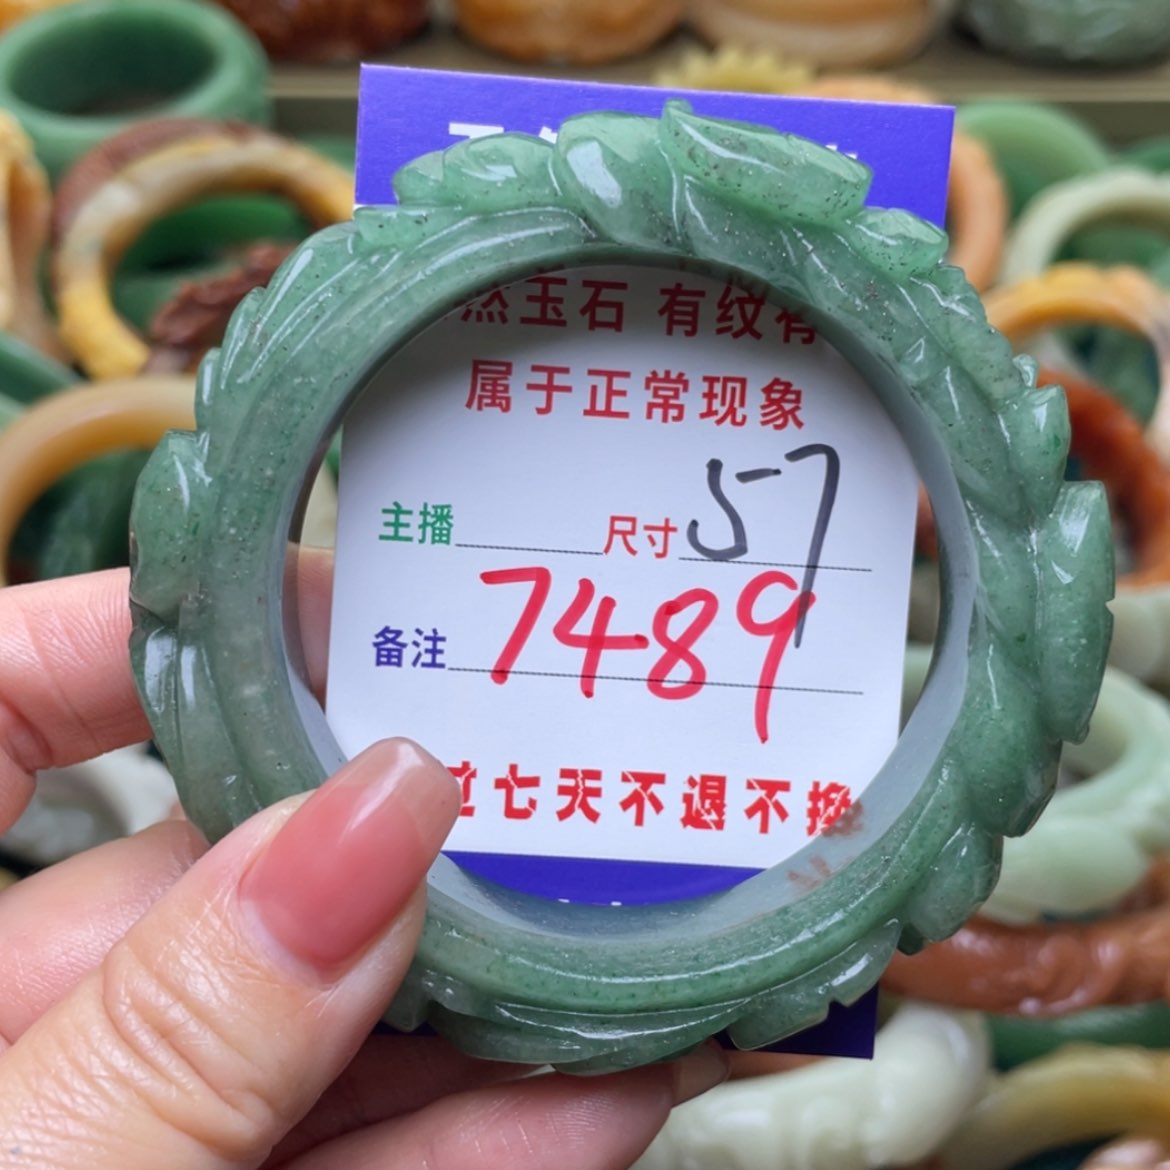 然玉石 有纹有
属于正常现象
主播 尺寸 57
备注 7489
过七天不退不换